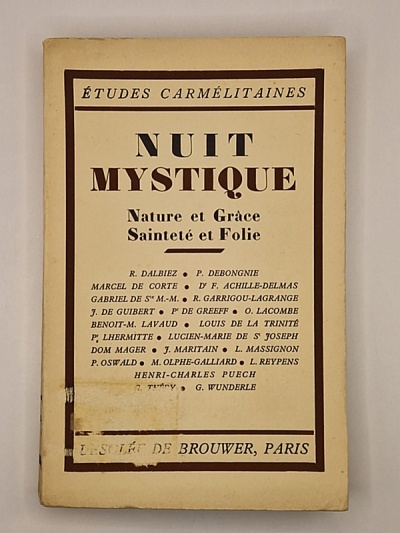 ÉTUDES CARMÉLITAINES
NUIT
MYSTIQUE
Nature et Grâce
Sainteté et Folie
R. DALBIEZ • P. DEBONGNIE
MARCEL DE CORTE • Dr F. ACHILLE-DELMAS
GABRIEL DE Ste M.-M. • R. GARRIGOU-LAGRANGE
J. DE GUIBERT • Pr DE GREEFF • O. LACOMBE
BENOIT-M. LAVAUD • LOUIS DE LA TRINITÉ
Pr LHERMITTE • LUCIEN-MARIE DE St JOSEPH
DOM MAGER • J. MARITAIN • L. MASSIGNON
P. OSWALD • M. OLPHE-GALLIARD • L. REYPENS
HENRI-CHARLES PUECH
THÉRY • G. WUNDERLE
DESCLÉE DE BROUWER, PARIS